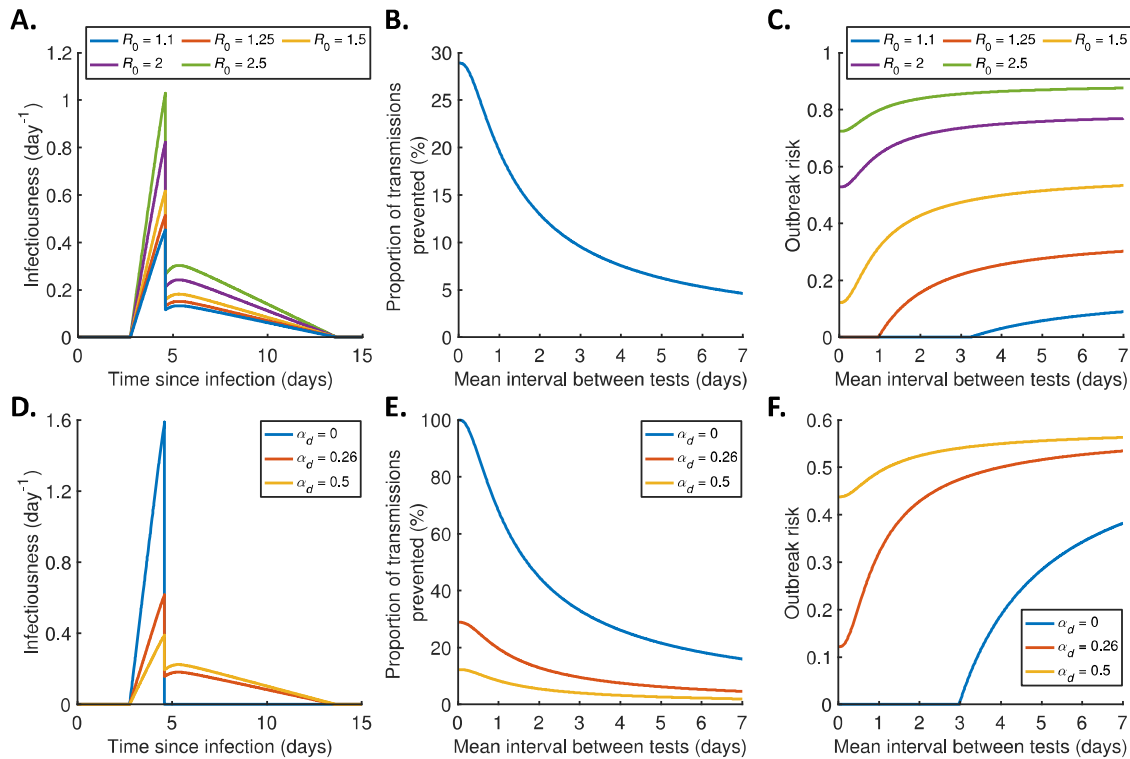 A.
R0 = 1.1 R0 = 1.25 R0 = 1.5
R0 = 2 R0 = 2.5
1.2
1
0.8
0.6
0.4
0.2
0
Infectiousness (day-1)
0 5 10 15
Time since infection (days)
B.
30
25
20
15
10
5
0
Proportion of transmissions
prevented (%)
0 1 2 3 4 5 6 7
Mean interval between tests (days)
C.
R0 = 1.1 R0 = 1.25 R0 = 1.5
R0 = 2 R0 = 2.5
1
0.8
0.6
0.4
0.2
0
Outbreak risk
0 1 2 3 4 5 6 7
Mean interval between tests (days)
D.
αd = 0
αd = 0.26
αd = 0.5
1.6
1.2
0.8
0.4
0
Infectiousness (day-1)
0 5 10 15
Time since infection (days)
E.
αd = 0
αd = 0.26
αd = 0.5
100
80
60
40
20
0
Proportion of transmissions
prevented (%)
0 1 2 3 4 5 6 7
Mean interval between tests (days)
F.
0.6
0.5
0.4
0.3
0.2
0.1
0
Outbreak risk
αd = 0
αd = 0.26
αd = 0.5
0 1 2 3 4 5 6 7
Mean interval between tests (days)